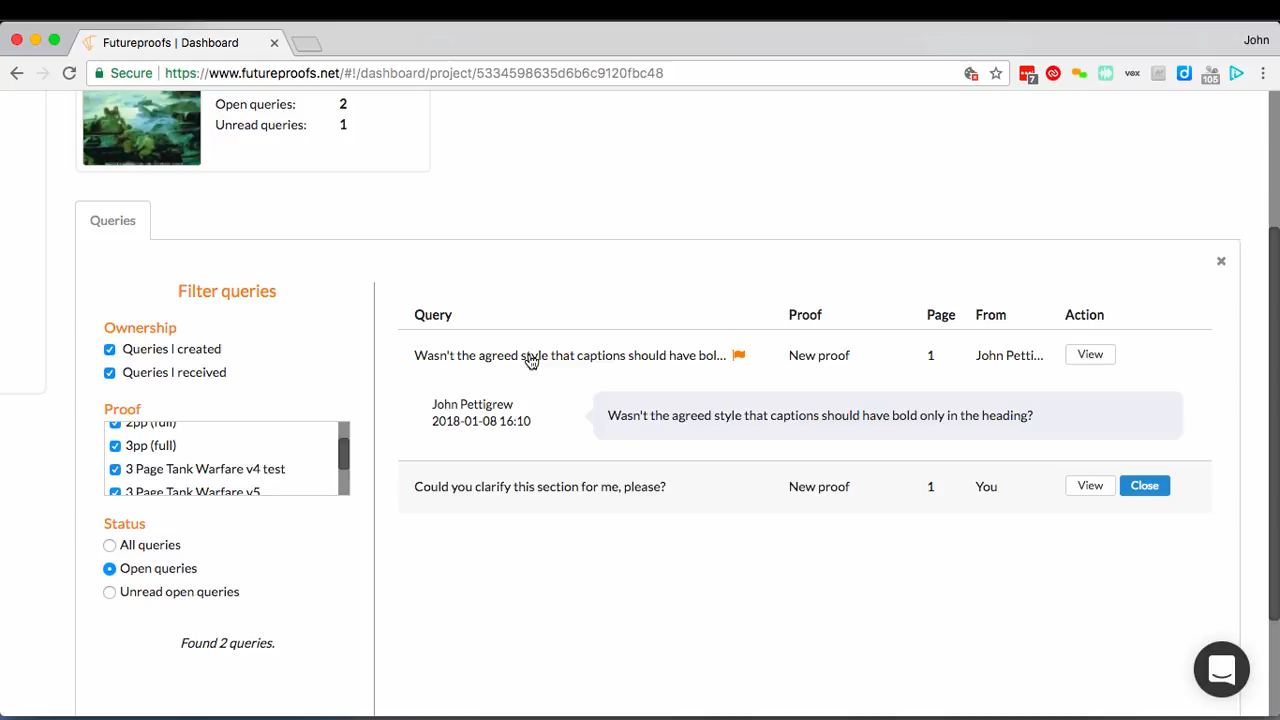 Futureproofs | Dashboard
John
Secure
https://www.futureproofs.net/#!/dashboard/project/5334598635d6b6c9120fbc48
7
vox
d
105
Open queries: 2
Unread queries: 1
Queries
Filter queries
Ownership
Queries I created
Queries I received
Proof
2pp (full)
3pp (full)
3 Page Tank Warfare v4 test
3 Page Tank Warfare v5
Status
All queries
Open queries
Unread open queries
Found 2 queries.
Query Proof Page From Action
Wasn't the agreed style that captions should have bol... New proof 1 John Petti... View
John Pettigrew
2018-01-08 16:10
Wasn't the agreed style that captions should have bold only in the heading?
Could you clarify this section for me, please? New proof 1 You View Close